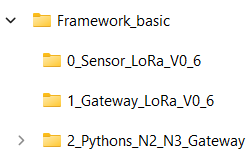 Framework_basic
0_Sensor_LoRa_V0_6
1_Gateway_LoRa_V0_6
2_Pythons_N2_N3_Gateway